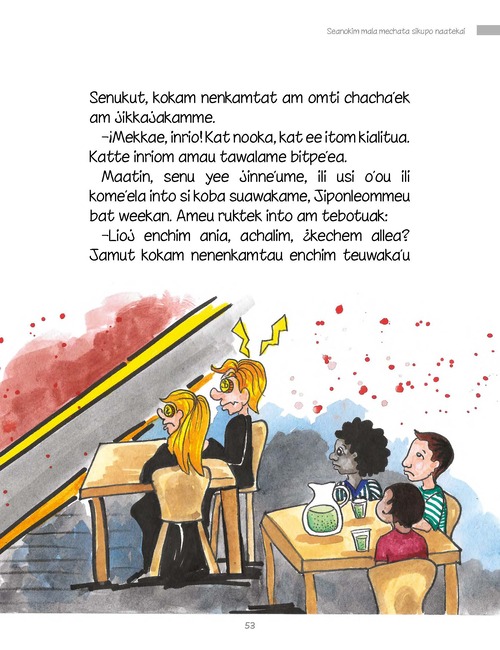 Seanokim mala mechata sikupo naatekai
Senukut, kokam nenkamtat am omti chacha'ek
am jikkajakamme.
–¡Mekkae, inrio! Kat nooka, kat ee itom kialitua.
Katte inriom amau tawalame bitpe'ea.
Maatin, senu yee jinne'ume, ili usi o'ou ili
kome'ela into si koba suawakame, Jiponleommeu
bat weekan. Ameu ruktek into am tebotuak:
–Lioj enchim ania, achalim, ¿kechem allea?
Jamut kokam nenenkamtau enchim teuwaka'u
53